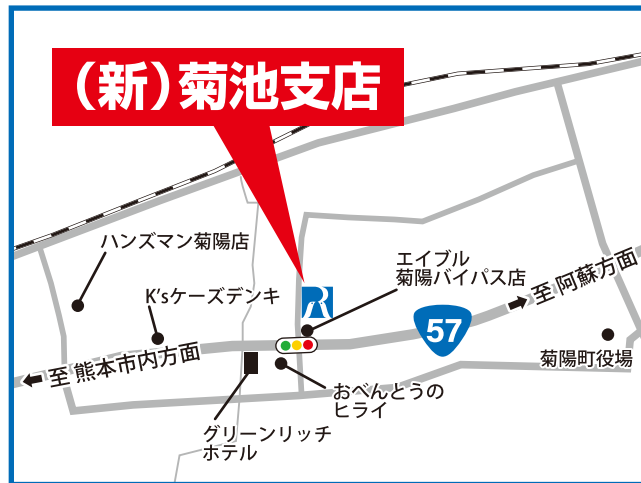 （新）菊池支店
ハンズマン菊陽店
エイブル
菊陽バイパス店
→至 阿蘇方面
K'sケーズデンキ
57
菊陽町役場
←至 熊本市内方面
おべんとうの
ヒライ
グリーンリッチ
ホテル